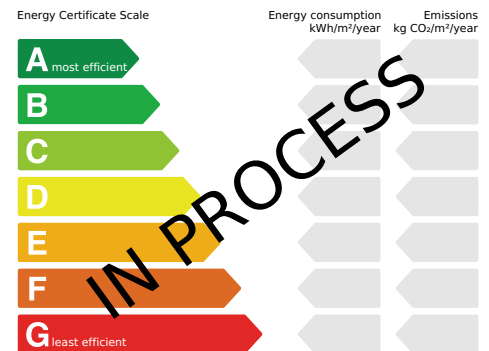 Energy Certificate Scale
Energy consumption
kWh/m²/year
Emissions
kg CO₂/m²/year
A most efficient
B
C
D
E
F
G least efficient
IN PROCESS